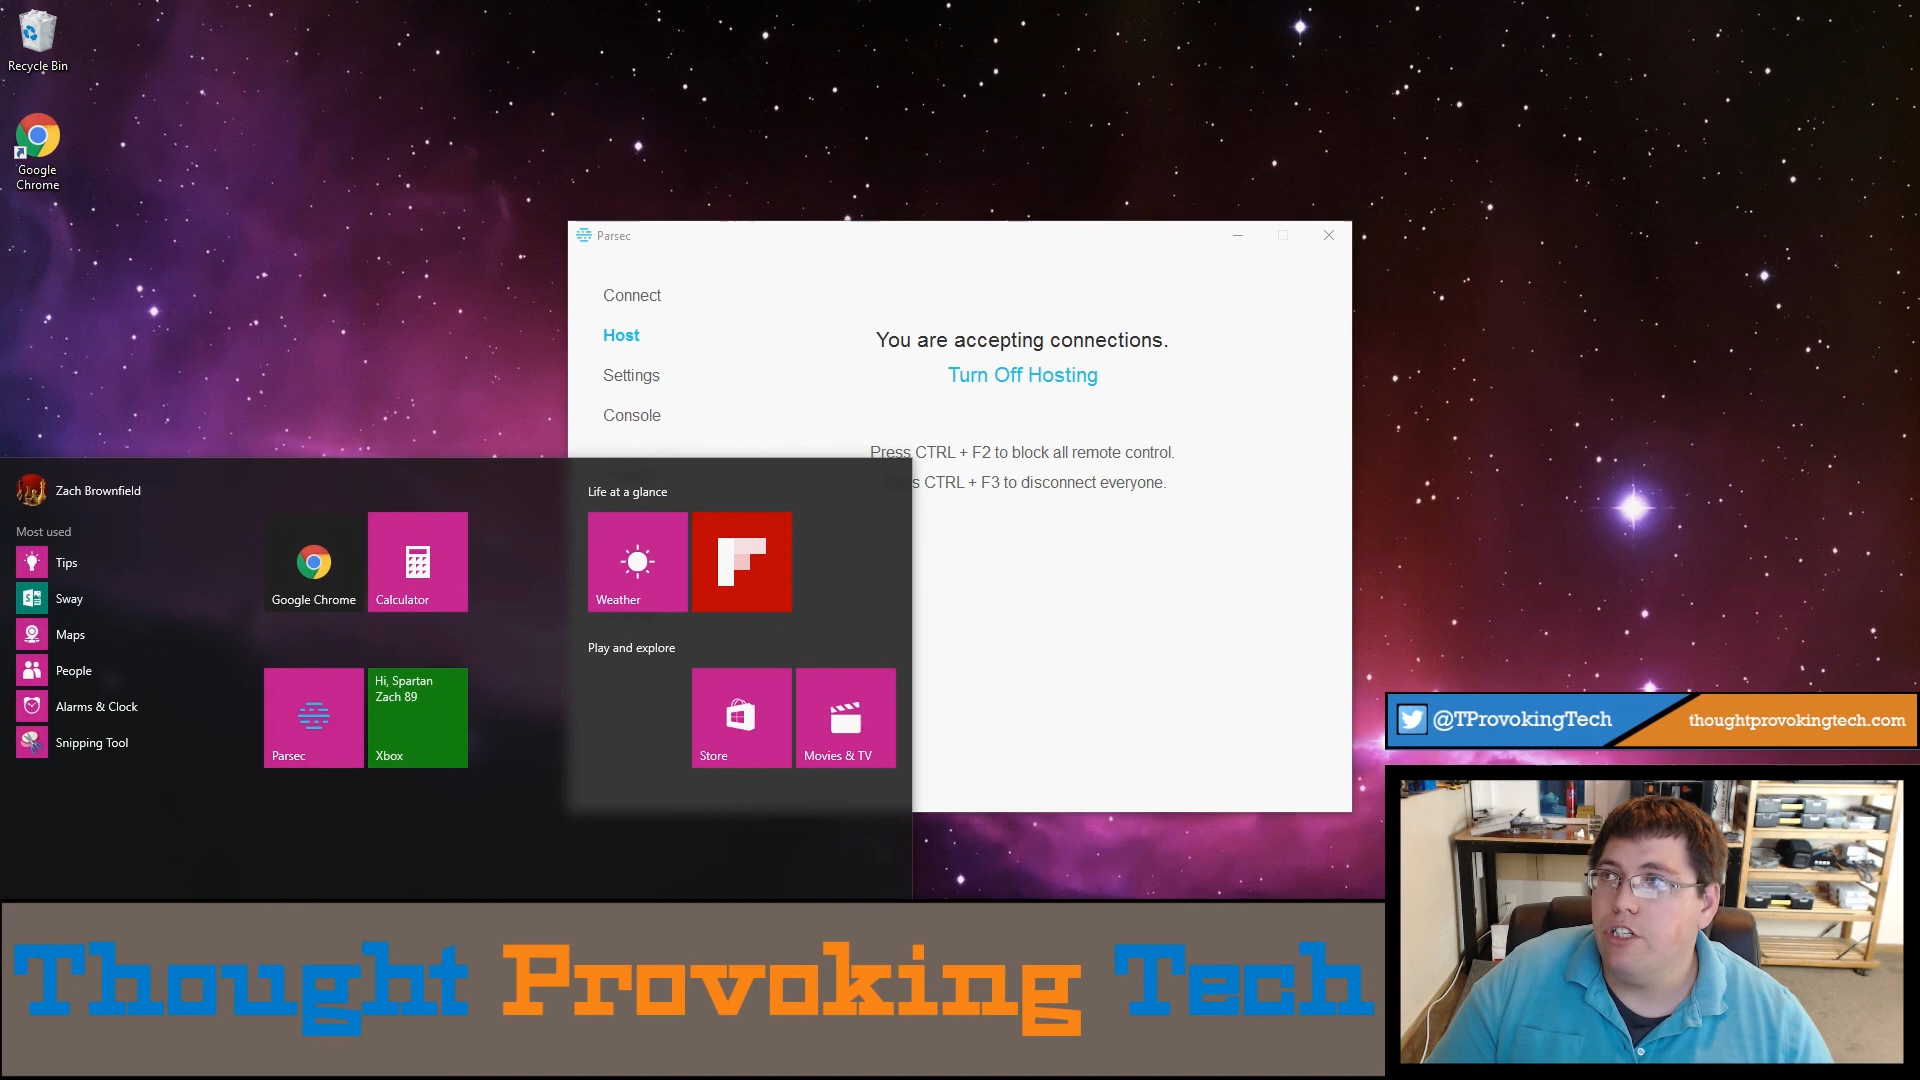 Recycle Bin
Google
Chrome
Parsec
Connect
Host
Settings
Console
You are accepting connections.
Turn Off Hosting
Press CTRL + F2 to block all remote control.
s CTRL + F3 to disconnect everyone.
Zach Brownfield
Most used
Tips
Sway
Maps
People
Alarms & Clock
Snipping Tool
Google Chrome
Calculator
Parsec
Hi, Spartan
Zach 89
Xbox
Life at a glance
Weather
Play and explore
Store
Movies & TV
@TProvokingTech
thoughtprovokingtech.com
Thought Provoking Tech